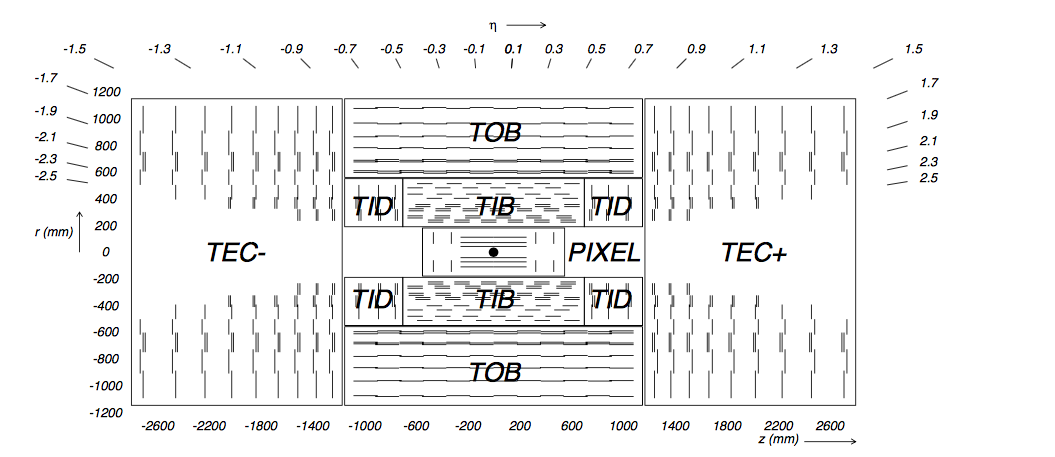 η
-1.5 -1.3 -1.1 -0.9 -0.7 -0.5 -0.3 -0.1 0.1 0.3 0.5 0.7 0.9 1.1 1.3 1.5
-1.7 1.7
1200
-1.9 1000 1.9
-2.1 800 TOB 2.1
-2.3 600 2.3
-2.5 2.5
400 TID TIB TID
r (mm) 200
0 TEC- PIXEL TEC+
-200
-400 TID TIB TID
-600
-800 TOB
-1000
-1200
-2600 -2200 -1800 -1400 -1000 -600 -200 200 600 1000 1400 1800 2200 2600
z (mm)